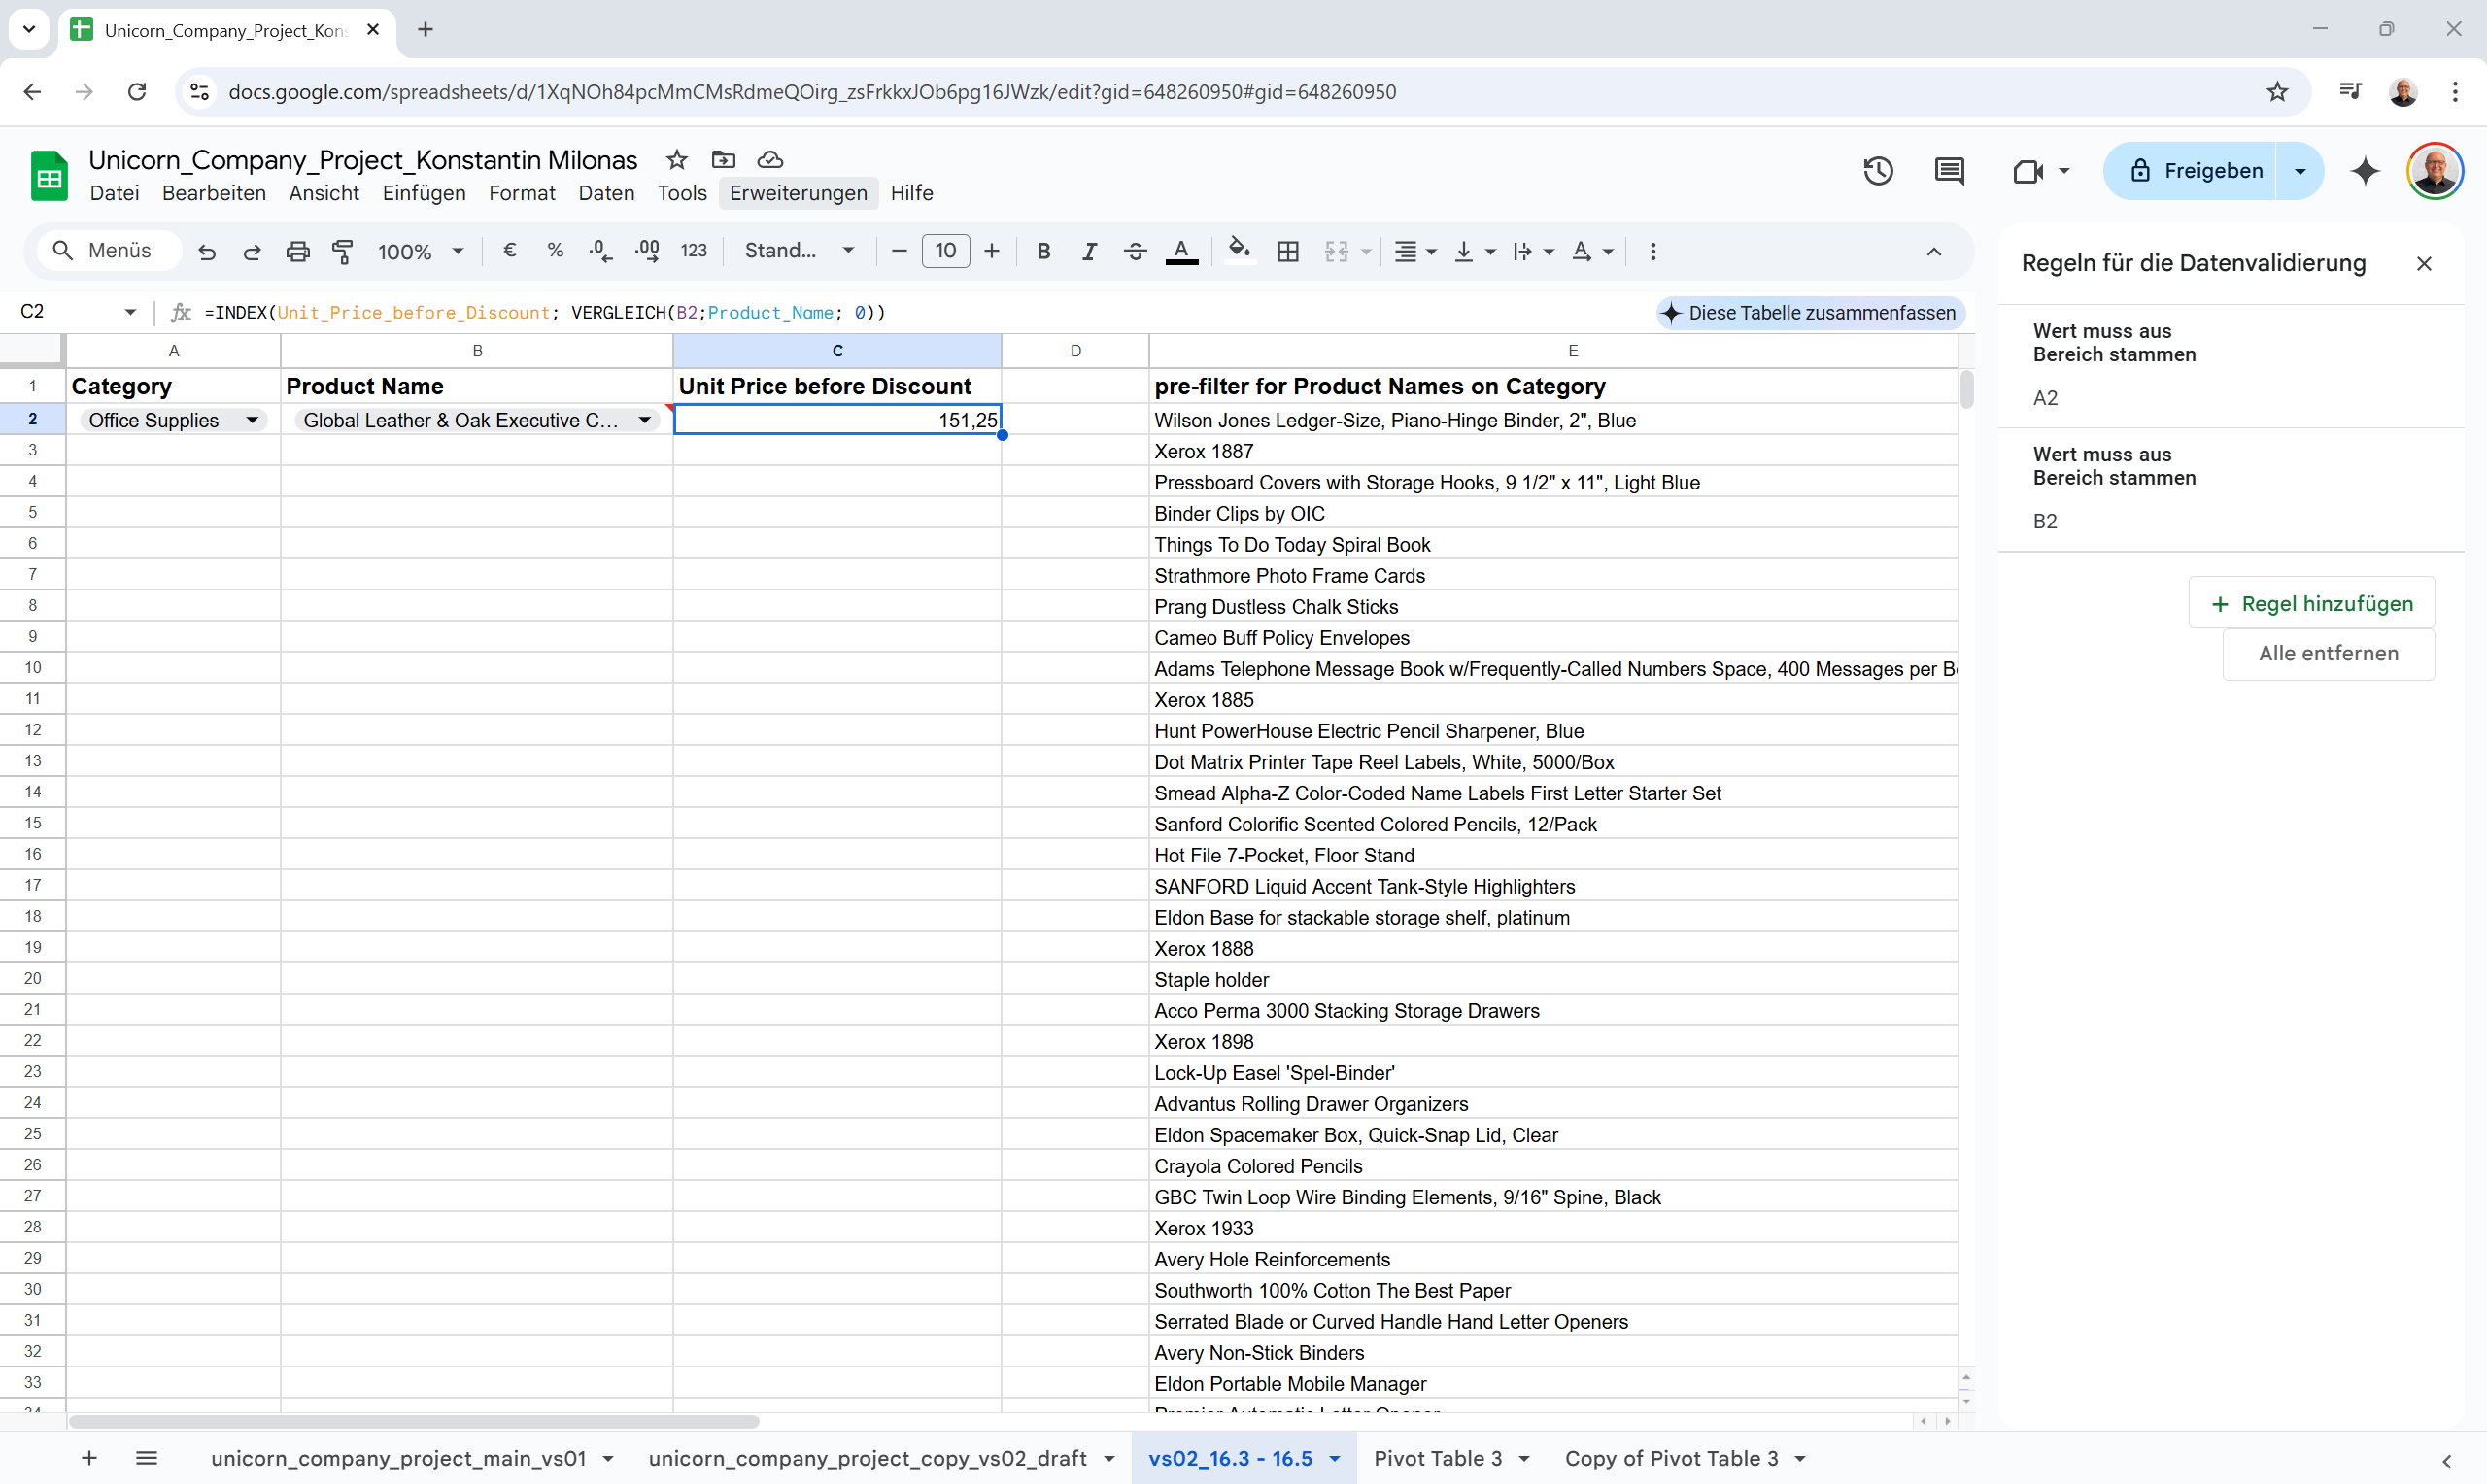 Unicorn_Company_Project_Kon
docs.google.com/spreadsheets/d/1XqNOh84pcMmCMsRdmeQOirg_zsFrkkxJOb6pg16JWzk/edit?gid=648260950#gid=648260950
Unicorn_Company_Project_Konstantin Milonas
Datei Bearbeiten Ansicht Einfügen Format Daten Tools Erweiterungen Hilfe
Freigeben
Menüs 100% € % .0 .00 123 Stand... 10 B I A
Regeln für die Datenvalidierung
C2 fx =INDEX(Unit_Price_before_Discount; VERGLEICH(B2;Product_Name; 0))
Diese Tabelle zusammenfassen
A B C D E
1 Category Product Name Unit Price before Discount pre-filter for Product Names on Category
2 Office Supplies Global Leather & Oak Executive C... 151,25 Wilson Jones Ledger-Size, Piano-Hinge Binder, 2", Blue
3 Xerox 1887
4 Pressboard Covers with Storage Hooks, 9 1/2" x 11", Light Blue
5 Binder Clips by OIC
6 Things To Do Today Spiral Book
7 Strathmore Photo Frame Cards
8 Prang Dustless Chalk Sticks
9 Cameo Buff Policy Envelopes
10 Adams Telephone Message Book w/Frequently-Called Numbers Space, 400 Messages per B
11 Xerox 1885
12 Hunt PowerHouse Electric Pencil Sharpener, Blue
13 Dot Matrix Printer Tape Reel Labels, White, 5000/Box
14 Smead Alpha-Z Color-Coded Name Labels First Letter Starter Set
15 Sanford Colorific Scented Colored Pencils, 12/Pack
16 Hot File 7-Pocket, Floor Stand
17 SANFORD Liquid Accent Tank-Style Highlighters
18 Eldon Base for stackable storage shelf, platinum
19 Xerox 1888
20 Staple holder
21 Acco Perma 3000 Stacking Storage Drawers
22 Xerox 1898
23 Lock-Up Easel 'Spel-Binder'
24 Advantus Rolling Drawer Organizers
25 Eldon Spacemaker Box, Quick-Snap Lid, Clear
26 Crayola Colored Pencils
27 GBC Twin Loop Wire Binding Elements, 9/16" Spine, Black
28 Xerox 1933
29 Avery Hole Reinforcements
30 Southworth 100% Cotton The Best Paper
31 Serrated Blade or Curved Handle Hand Letter Openers
32 Avery Non-Stick Binders
33 Eldon Portable Mobile Manager
Wert muss aus
Bereich stammen
A2
Wert muss aus
Bereich stammen
B2
+ Regel hinzufügen
Alle entfernen
unicorn_company_project_main_vs01 unicorn_company_project_copy_vs02_draft vs02_16.3 - 16.5 Pivot Table 3 Copy of Pivot Table 3